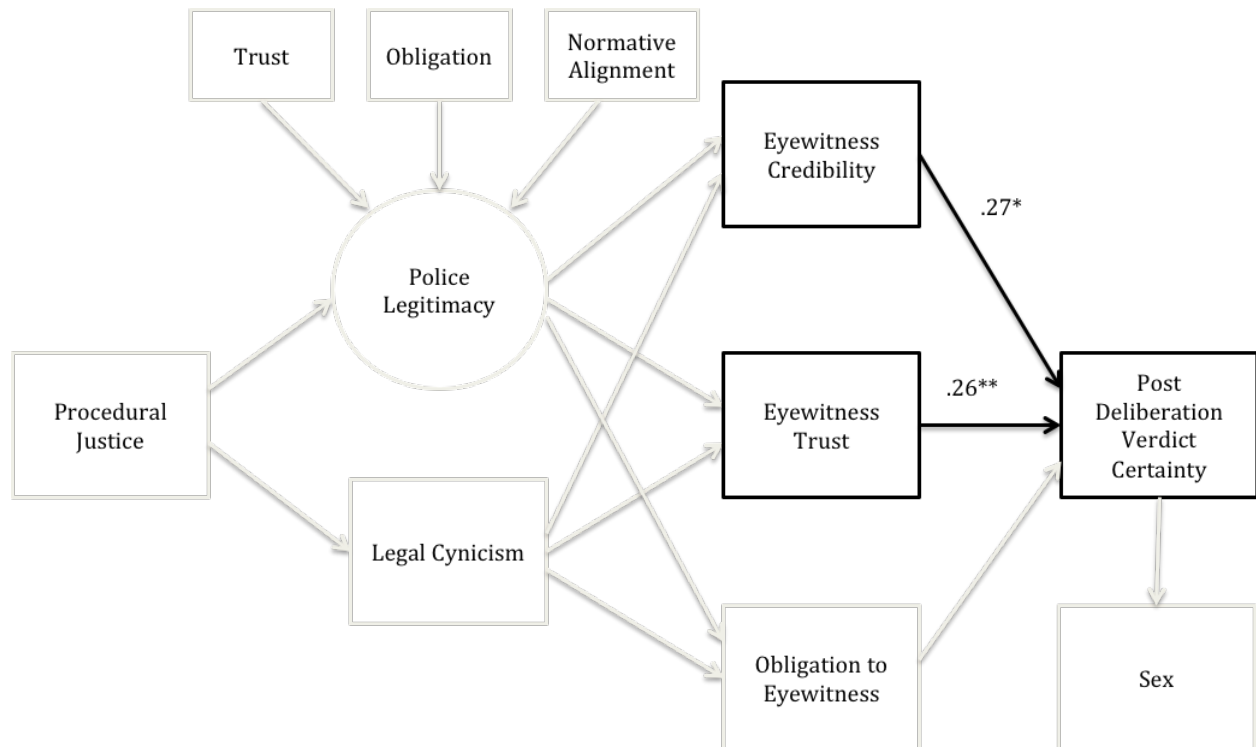 Trust
Obligation
Normative
Alignment
Eyewitness
Credibility
.27*
Police
Legitimacy
Procedural
Justice
Eyewitness
Trust
.26**
Post
Deliberation
Verdict
Certainty
Legal Cynicism
Obligation to
Eyewitness
Sex